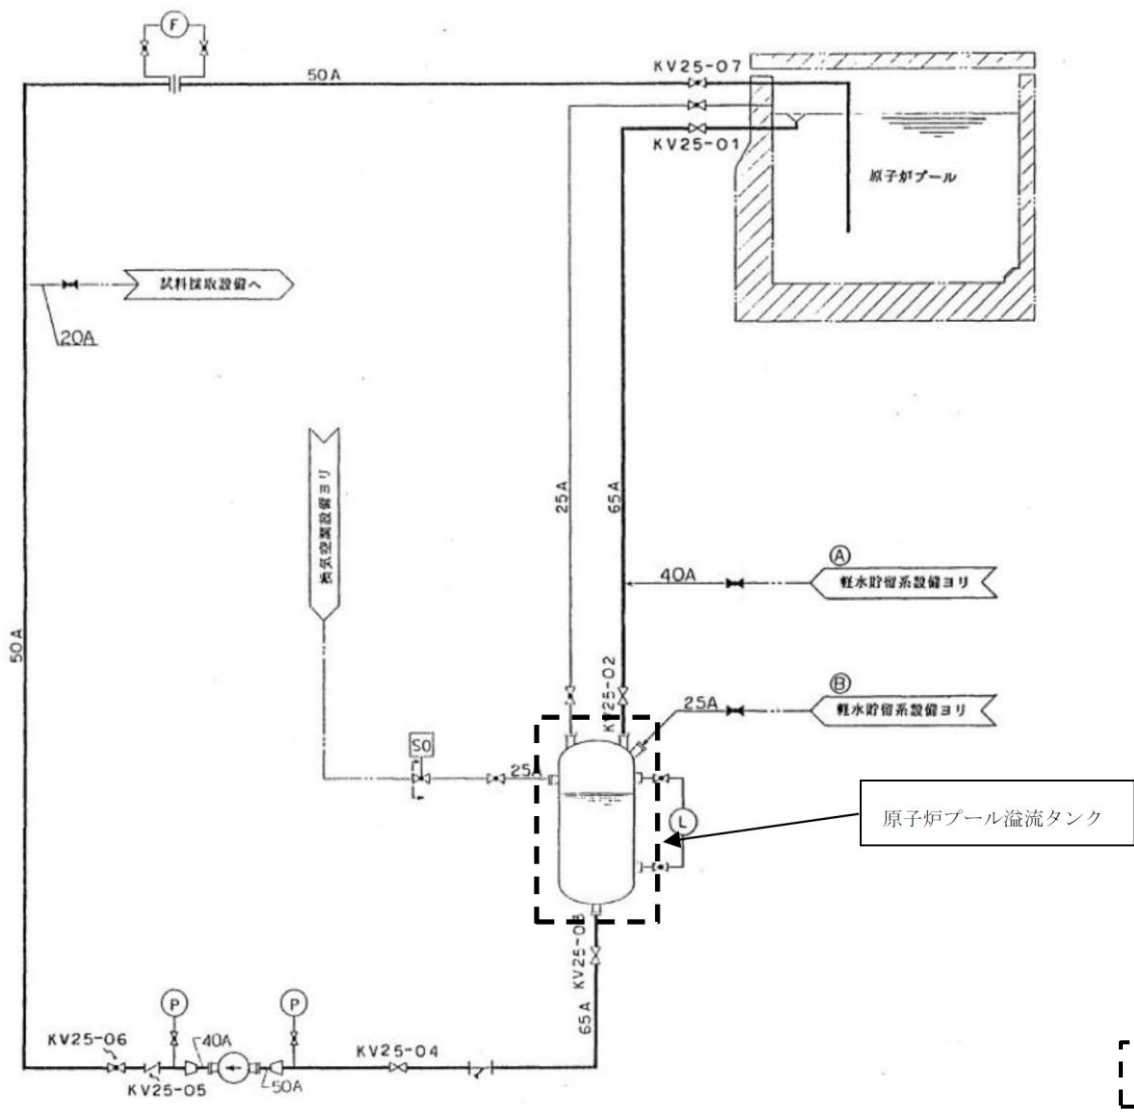 F
50A
KV25-07
KV25-01
原子炉プール
試料採取設備へ
20A
換気空調設備ヨリ
25A
65A
50A
Ⓐ
軽水貯留系設備ヨリ
40A
KV25-02
Ⓑ
軽水貯留系設備ヨリ
25A
SO
25A
L
原子炉プール溢流タンク
KV25-03
65A
P
P
KV25-06
40A
KV25-04
KV25-05
50A